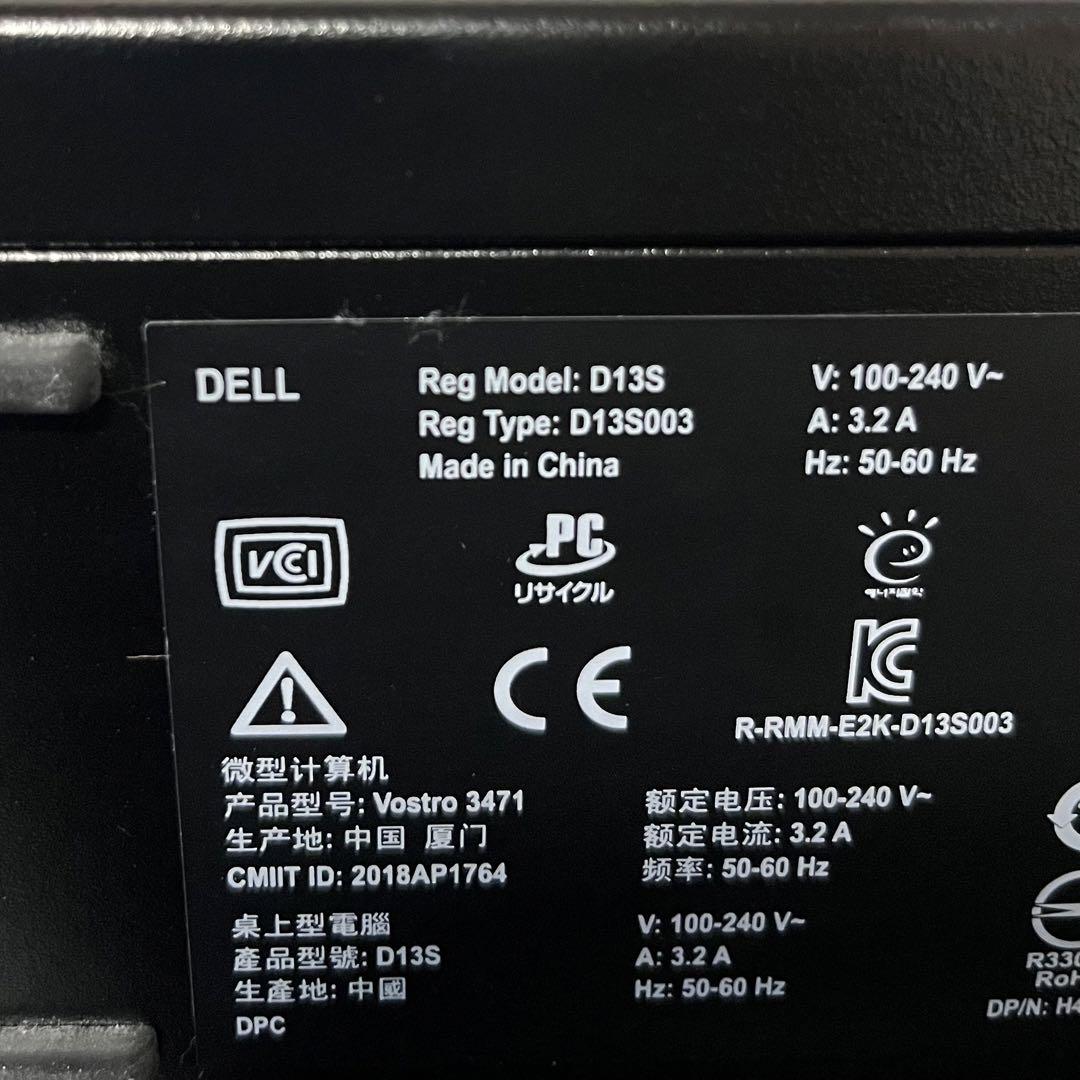 DELL
Reg Model: D13S
Reg Type: D13S003
Made in China
V: 100-240 V~
A: 3.2 A
Hz: 50-60 Hz
VCCI
PC
リサイクル
CE
R-RMM-E2K-D13S003
微型计算机
产品型号: Vostro 3471
生产地: 中国 厦门
CMIIT ID: 2018AP1764
额定电压: 100-240 V~
额定电流: 3.2 A
频率: 50-60 Hz
桌上型電腦
產品型號: D13S
生產地: 中國
DPC
V: 100-240 V~
A: 3.2 A
Hz: 50-60 Hz
DP/N: